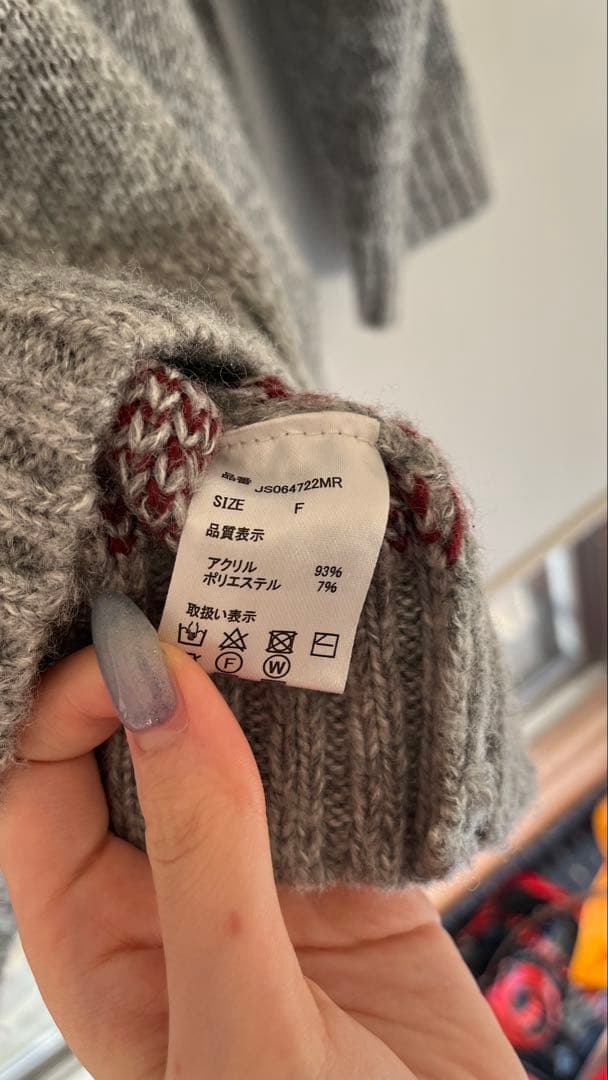 品番 JS064722MR
SIZE F
品質表示
アクリル 93%
ポリエステル 7%
取扱い表示
F W